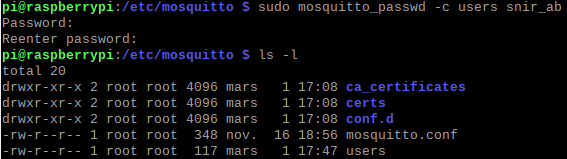 pi@raspberrypi:/etc/mosquitto $ sudo mosquitto_passwd -c users snir_ab
Password:
Reenter password:
pi@raspberrypi:/etc/mosquitto $ ls -l
total 20
drwxr-xr-x 2 root root 4096 mars   1 17:08 ca_certificates
drwxr-xr-x 2 root root 4096 mars   1 17:08 certs
drwxr-xr-x 2 root root 4096 mars   1 17:08 conf.d
-rw-r--r-- 1 root root  348 nov.  16 18:56 mosquitto.conf
-rw-r--r-- 1 root root  117 mars   1 17:47 users